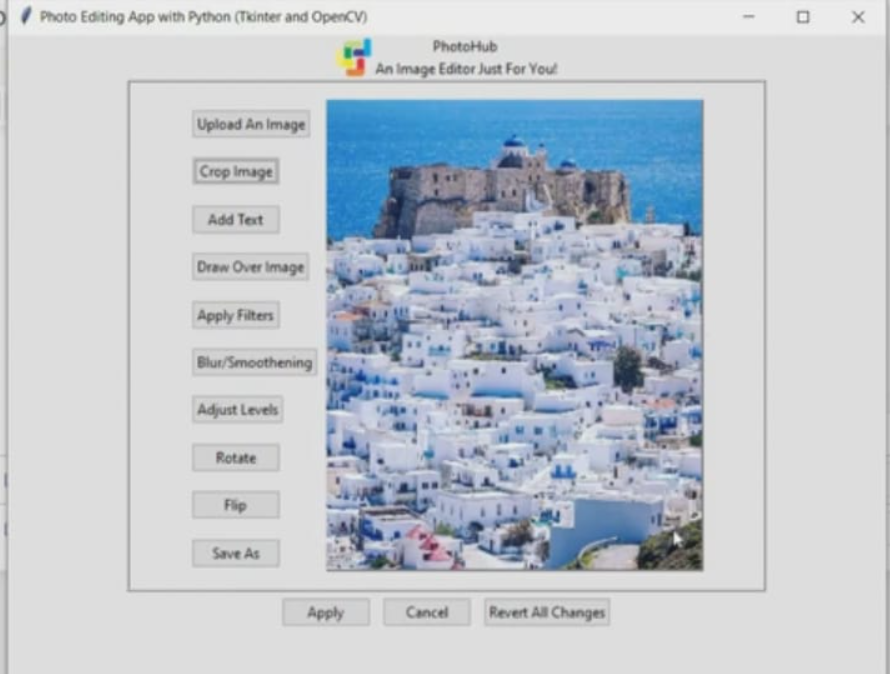 Photo Editing App with Python (Tkinter and OpenCV)
PhotoHub
An Image Editor Just For You!
Upload An Image
Crop Image
Add Text
Draw Over Image
Apply Filters
Blur/Smoothening
Adjust Levels
Rotate
Flip
Save As
Apply
Cancel
Revert All Changes